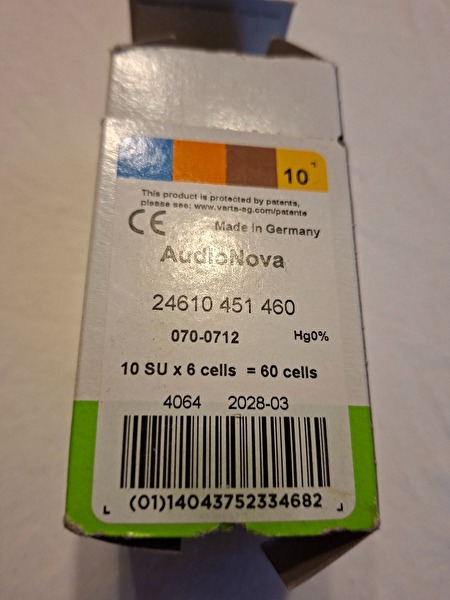 10
This product is protected by patents,
please see: www.varta-ag.com/patents
CE Made in Germany
AudioNova
24610 451 460
070-0712 Hg0%
10 SU x 6 cells = 60 cells
4064 2028-03
(01)14043752334682